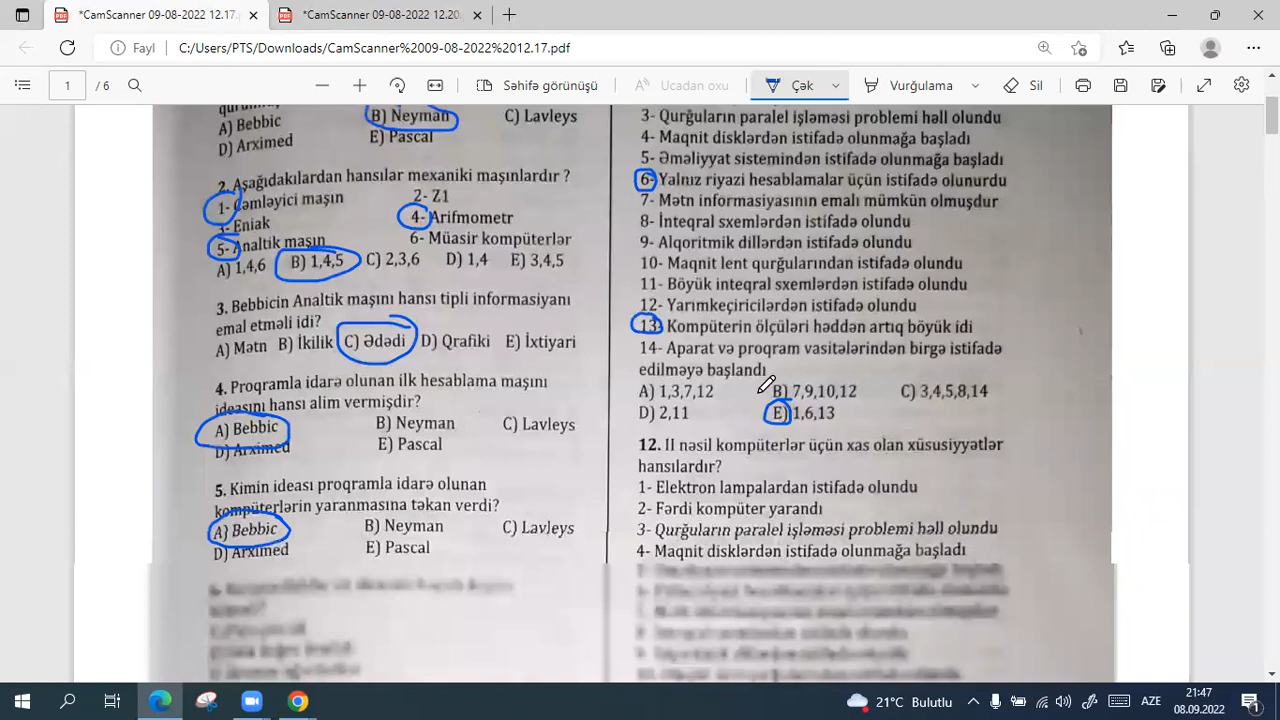 *CamScanner 09-08-2022 12.17.
*CamScanner 09-08-2022 12.20.
Fayl
C:/Users/PTS/Downloads/CamScanner%2009-08-2022%2012.17.pdf
1 / 6
Səhifə görünüşü
Ucadan oxu
Çək
Vurğulama
Sil
A) Bebbic B) Neyman C) Lavleys
D) Arximed E) Pascal
2. Aşağıdakılardan hansılar mexaniki maşınlardır ?
1- Cəmləyici maşın 2- Z1
3- Eniak 4- Arifmometr
5- Analtik maşın 6- Müasir kompüterlər
A) 1,4,6 B) 1,4,5 C) 2,3,6 D) 1,4 E) 3,4,5
3. Bebbicin Analtik maşını hansı tipli informasiyanı
emal etməli idi?
A) Mətn B) İkilik C) Ədədi D) Qrafiki E) İxtiyari
4. Proqramla idarə olunan ilk hesablama maşını
ideasını hansı alim vermişdir?
A) Bebbic B) Neyman C) Lavleys
D) Arximed E) Pascal
5. Kimin ideası proqramla idarə olunan
kompüterlərin yaranmasına təkan verdi?
A) Bebbic B) Neyman C) Lavleys
D) Arximed E) Pascal
3- Qurğuların paralel işləməsi problemi həll olundu
4- Maqnit disklərdən istifadə olunmağa başladı
5- Əməliyyat sistemindən istifadə olunmağa başladı
6- Yalnız riyazi hesablamalar üçün istifadə olunurdu
7- Mətn informasiyasının emalı mümkün olmuşdur
8- İnteqral sxemlərdən istifadə olundu
9- Alqoritmik dillərdən istifadə olundu
10- Maqnit lent qurğularından istifadə olundu
11- Böyük inteqral sxemlərdən istifadə olundu
12- Yarımkeçiricilərdən istifadə olundu
13- Kompüterin ölçüləri həddən artıq böyük idi
14- Aparat və proqram vasitələrindən birgə istifadə
edilməyə başlandı
A) 1,3,7,12 B) 7,9,10,12 C) 3,4,5,8,14
D) 2,11 E) 1,6,13
12. II nəsil kompüterlər üçün xas olan xüsusiyyətlər
hansılardır?
1- Elektron lampalardan istifadə olundu
2- Fərdi kompüter yarandı
3- Qurğuların paralel işləməsi problemi həll olundu
4- Maqnit disklərdən istifadə olunmağa başladı
21°C Bulutlu
AZE
21:47
08.09.2022
1